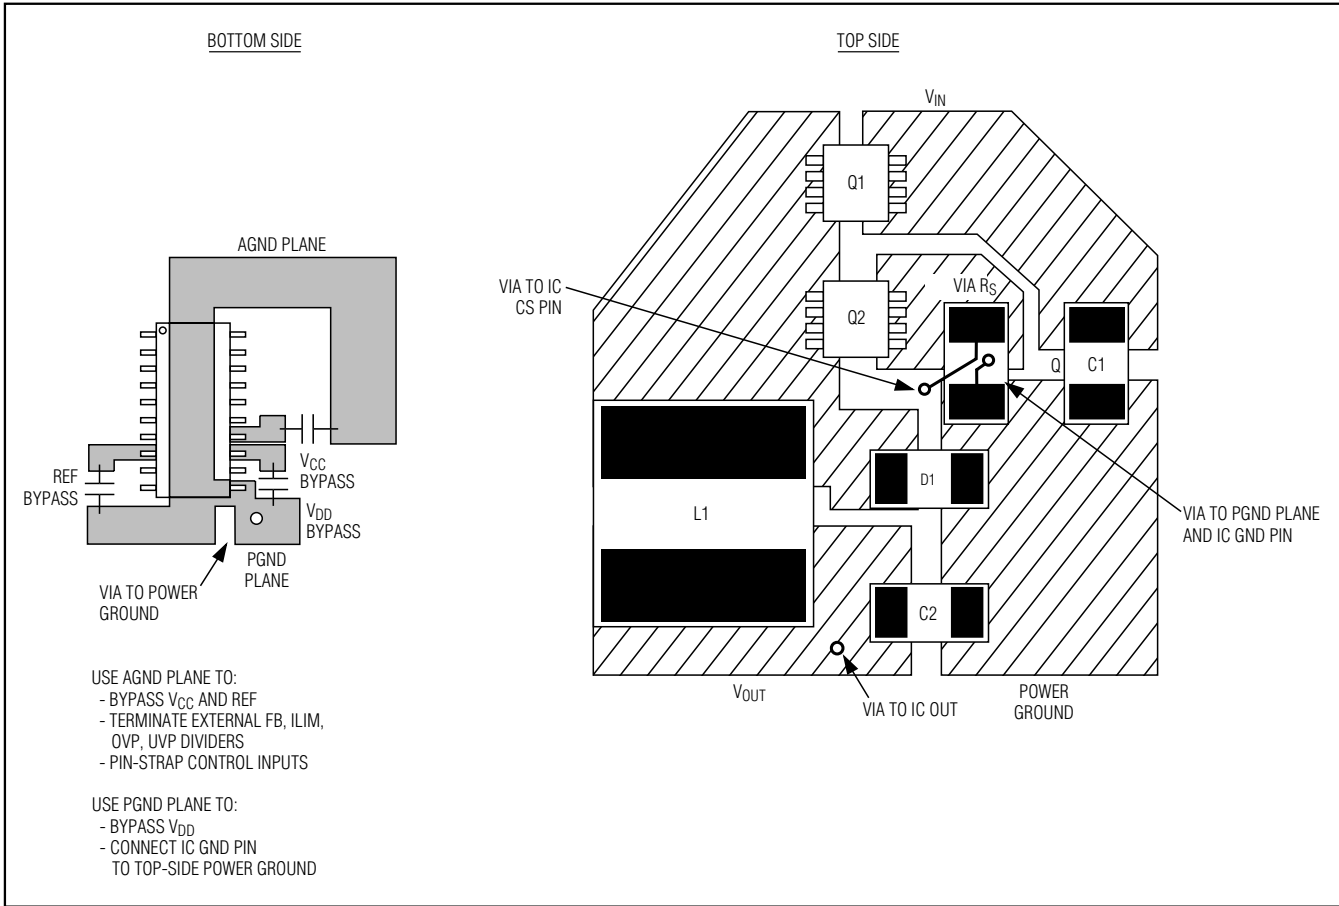 BOTTOM SIDE
TOP SIDE
AGND PLANE
REF
BYPASS
VCC
BYPASS
VDD
BYPASS
PGND
PLANE
VIA TO POWER
GROUND
USE AGND PLANE TO:
- BYPASS VCC AND REF
- TERMINATE EXTERNAL FB, ILIM,
OVP, UVP DIVIDERS
- PIN-STRAP CONTROL INPUTS
USE PGND PLANE TO:
- BYPASS VDD
- CONNECT IC GND PIN
TO TOP-SIDE POWER GROUND
VIN
Q1
VIA TO IC
CS PIN
VIA RS
Q2
Q
C1
D1
L1
VIA TO PGND PLANE
AND IC GND PIN
C2
VOUT
VIA TO IC OUT
POWER
GROUND